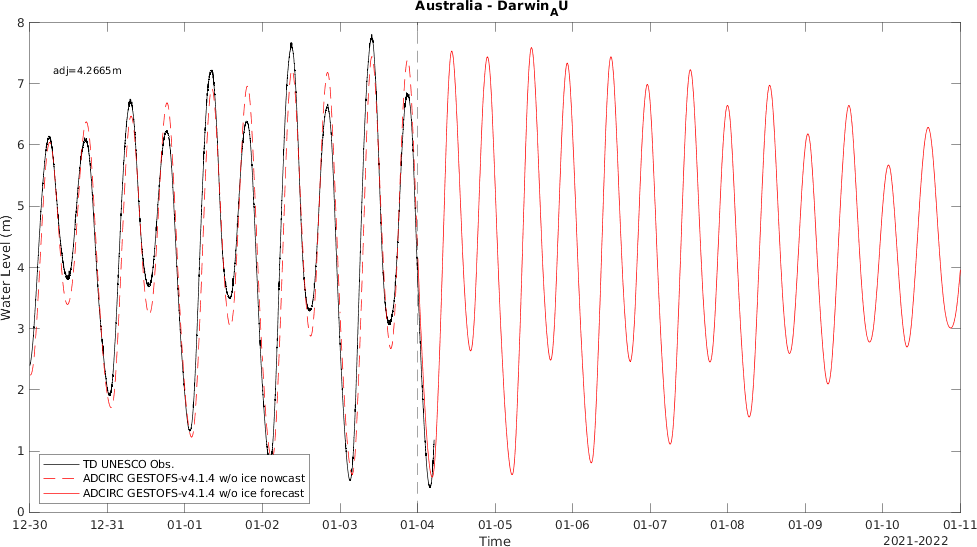 Australia - Darwin_AU
8
7
6
5
4
3
2
1
0
Water Level (m)
adj=4.2665m
TD UNESCO Obs.
ADCIRC GESTOFS-v4.1.4 w/o ice nowcast
ADCIRC GESTOFS-v4.1.4 w/o ice forecast
12-30 12-31 01-01 01-02 01-03 01-04 01-05 01-06 01-07 01-08 01-09 01-10 01-11
Time
2021-2022